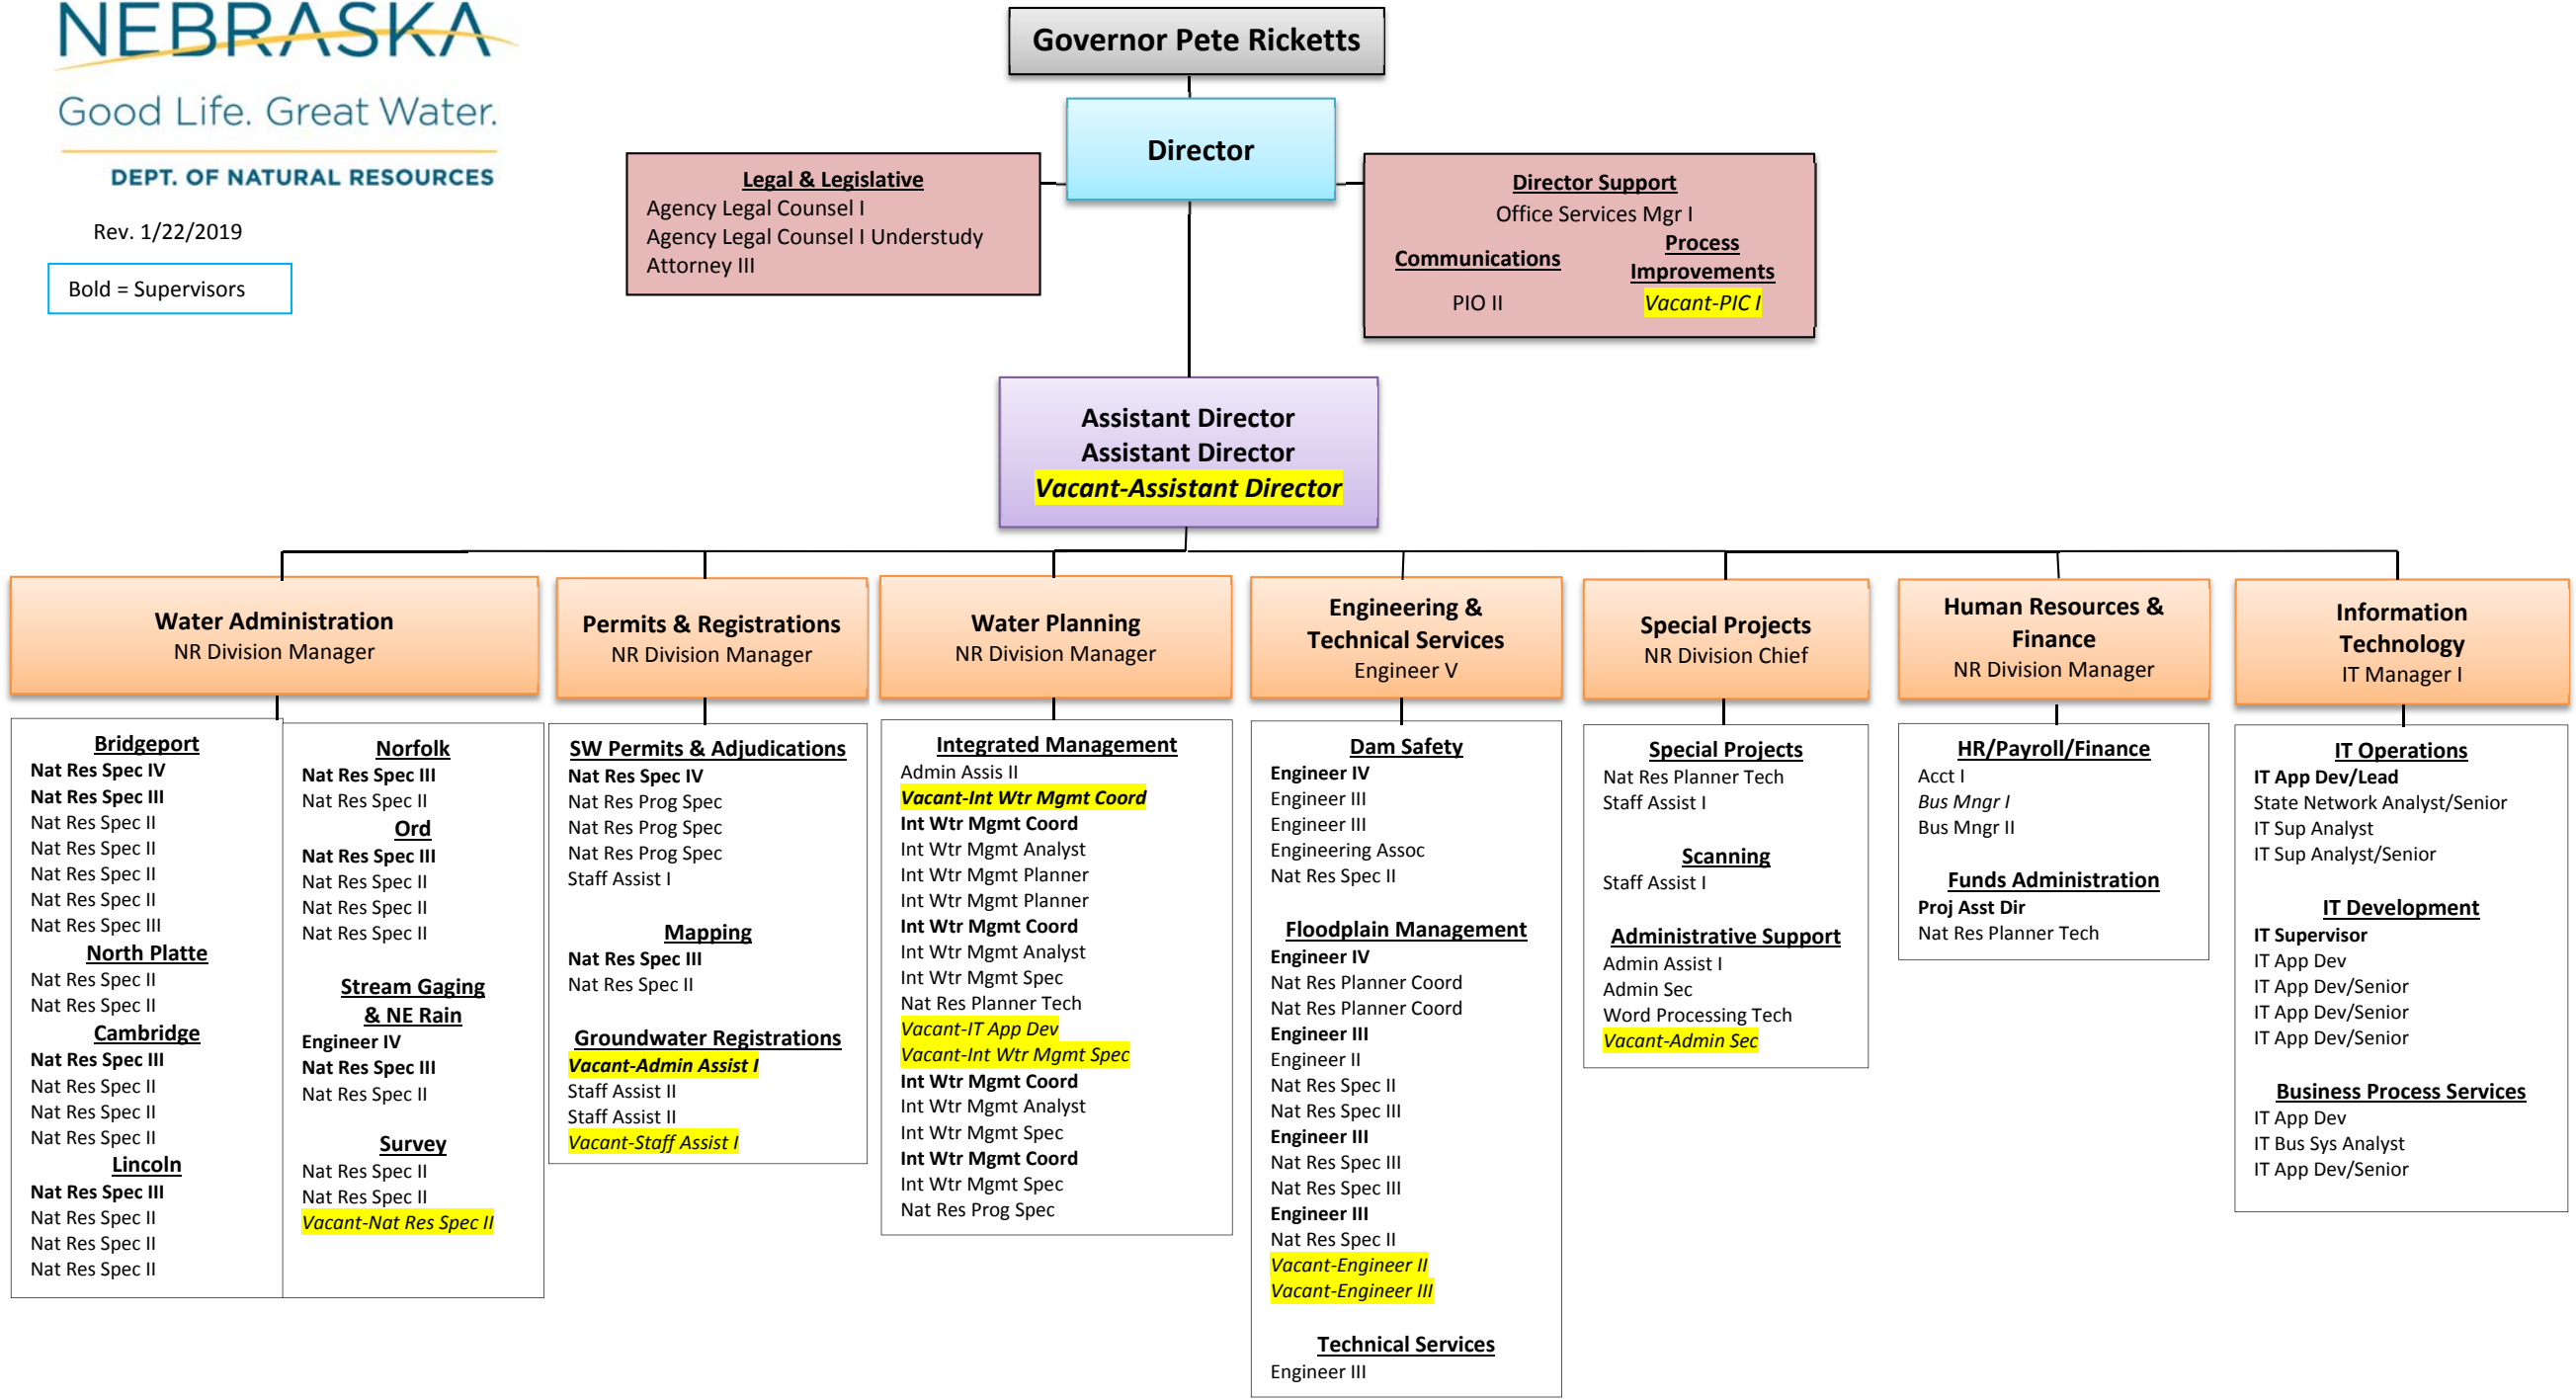 NEBRASKA
Good Life. Great Water.
DEPT. OF NATURAL RESOURCES
Rev. 1/22/2019
Bold = Supervisors
Governor Pete Ricketts
Director
Legal & Legislative
Agency Legal Counsel I
Agency Legal Counsel I Understudy
Attorney III
Director Support
Office Services Mgr I
Communications
PIO II
Process
Improvements
Vacant-PIC I
Assistant Director
Assistant Director
Vacant-Assistant Director
Water Administration
NR Division Manager
Bridgeport
Nat Res Spec IV
Nat Res Spec III
Nat Res Spec II
Nat Res Spec II
Nat Res Spec II
Nat Res Spec II
Nat Res Spec III
North Platte
Nat Res Spec II
Nat Res Spec II
Cambridge
Nat Res Spec III
Nat Res Spec II
Nat Res Spec II
Nat Res Spec II
Lincoln
Nat Res Spec III
Nat Res Spec II
Nat Res Spec II
Nat Res Spec II
Norfolk
Nat Res Spec III
Nat Res Spec II
Ord
Nat Res Spec III
Nat Res Spec II
Nat Res Spec II
Nat Res Spec II
Stream Gaging
& NE Rain
Engineer IV
Nat Res Spec III
Nat Res Spec II
Survey
Nat Res Spec II
Nat Res Spec II
Vacant-Nat Res Spec II
Permits & Registrations
NR Division Manager
SW Permits & Adjudications
Nat Res Spec IV
Nat Res Prog Spec
Nat Res Prog Spec
Nat Res Prog Spec
Staff Assist I
Mapping
Nat Res Spec III
Nat Res Spec II
Groundwater Registrations
Vacant-Admin Assist I
Staff Assist II
Staff Assist II
Vacant-Staff Assist I
Water Planning
NR Division Manager
Integrated Management
Admin Assis II
Vacant-Int Wtr Mgmt Coord
Int Wtr Mgmt Coord
Int Wtr Mgmt Analyst
Int Wtr Mgmt Planner
Int Wtr Mgmt Planner
Int Wtr Mgmt Coord
Int Wtr Mgmt Analyst
Int Wtr Mgmt Spec
Nat Res Planner Tech
Vacant-IT App Dev
Vacant-Int Wtr Mgmt Spec
Int Wtr Mgmt Coord
Int Wtr Mgmt Analyst
Int Wtr Mgmt Spec
Int Wtr Mgmt Coord
Int Wtr Mgmt Spec
Nat Res Prog Spec
Engineering &
Technical Services
Engineer V
Dam Safety
Engineer IV
Engineer III
Engineer III
Engineering Assoc
Nat Res Spec II
Floodplain Management
Engineer IV
Nat Res Planner Coord
Nat Res Planner Coord
Engineer III
Engineer II
Nat Res Spec II
Nat Res Spec III
Engineer III
Nat Res Spec III
Nat Res Spec III
Engineer III
Nat Res Spec II
Vacant-Engineer II
Vacant-Engineer III
Technical Services
Engineer III
Special Projects
NR Division Chief
Special Projects
Nat Res Planner Tech
Staff Assist I
Scanning
Staff Assist I
Administrative Support
Admin Assist I
Admin Sec
Word Processing Tech
Vacant-Admin Sec
Human Resources &
Finance
NR Division Manager
HR/Payroll/Finance
Acct I
Bus Mngr I
Bus Mngr II
Funds Administration
Proj Asst Dir
Nat Res Planner Tech
Information
Technology
IT Manager I
IT Operations
IT App Dev/Lead
State Network Analyst/Senior
IT Sup Analyst
IT Sup Analyst/Senior
IT Development
IT Supervisor
IT App Dev
IT App Dev/Senior
IT App Dev/Senior
IT App Dev/Senior
Business Process Services
IT App Dev
IT Bus Sys Analyst
IT App Dev/Senior